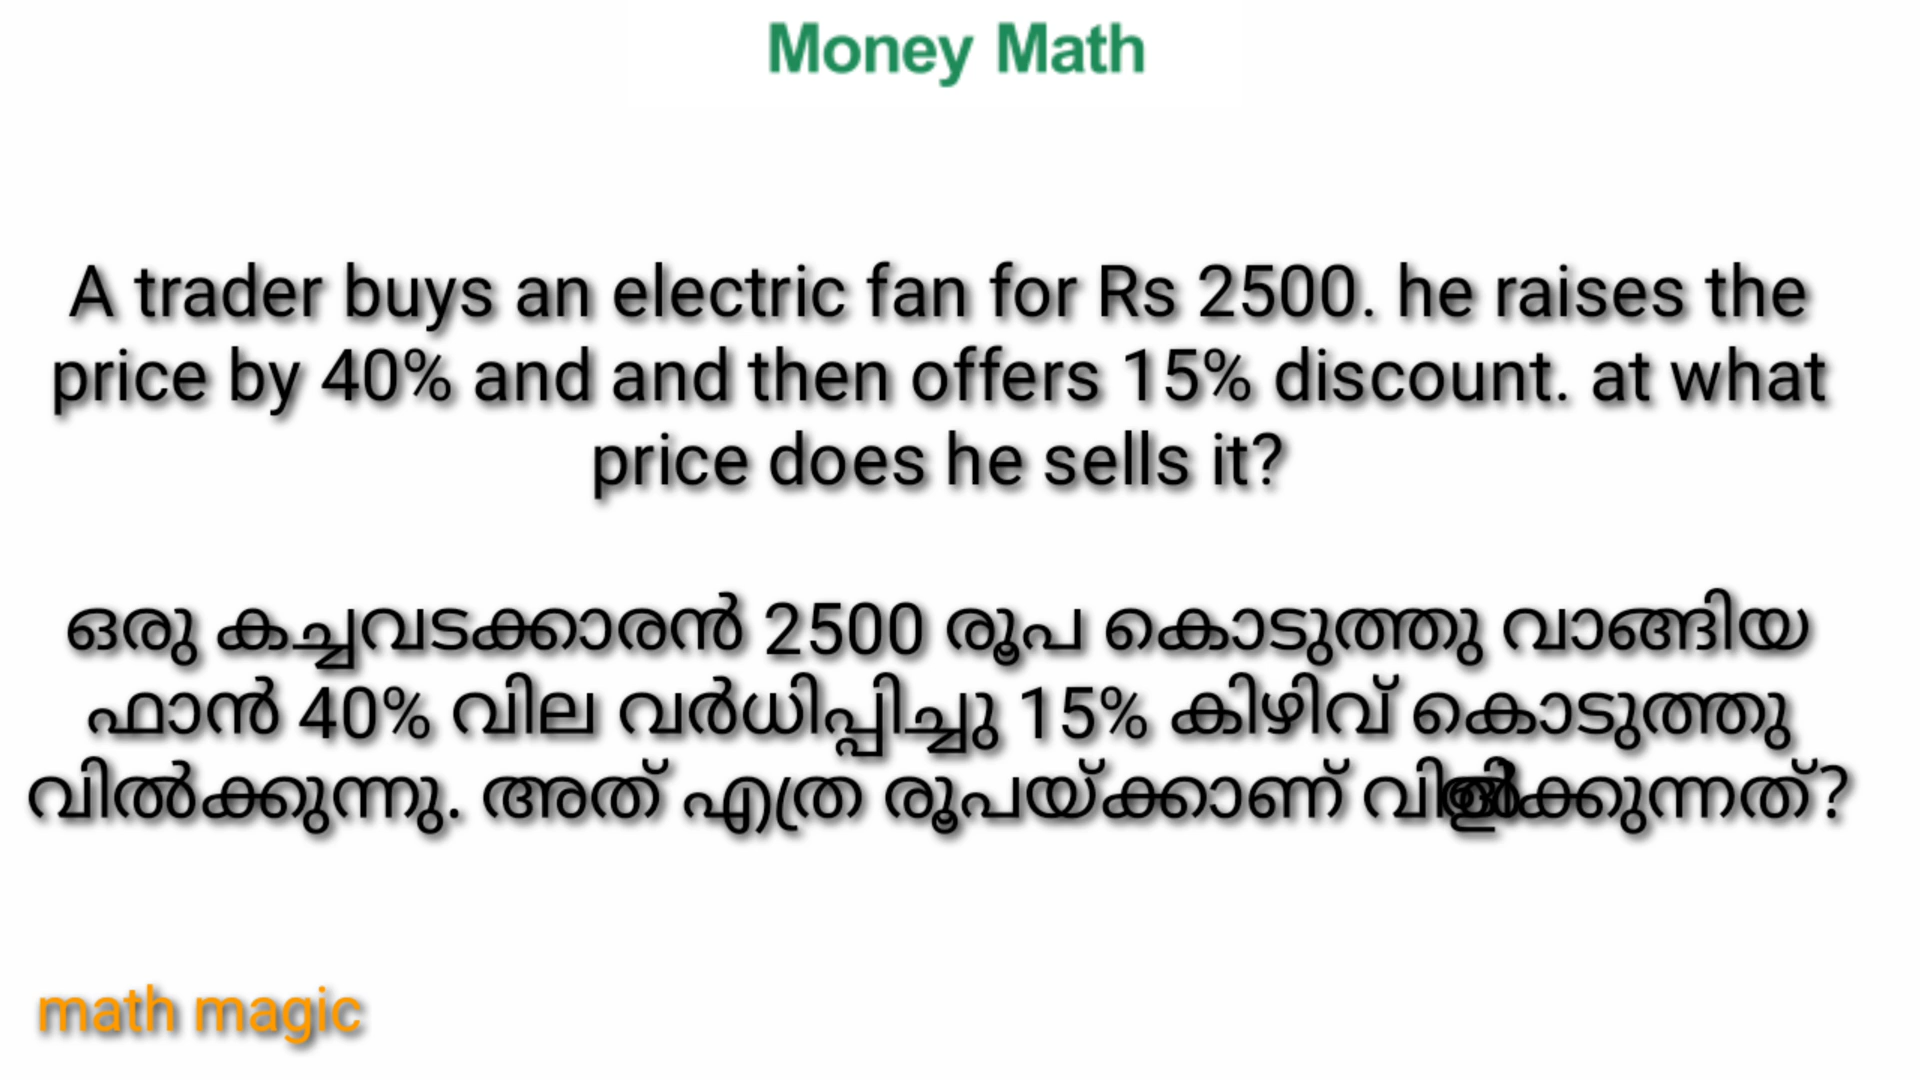 Money Math
A trader buys an electric fan for Rs 2500. he raises the
price by 40% and and then offers 15% discount. at what
price does he sells it?
ഒരു കച്ചവടക്കാരൻ 2500 രൂപ കൊടുത്തു വാങ്ങിയ
ഫാൻ 40% വില വർധിപ്പിച്ചു 15% കിഴിവ് കൊടുത്തു
വിൽക്കുന്നു. അത് എത്ര രൂപയ്ക്കാണ്
math magic